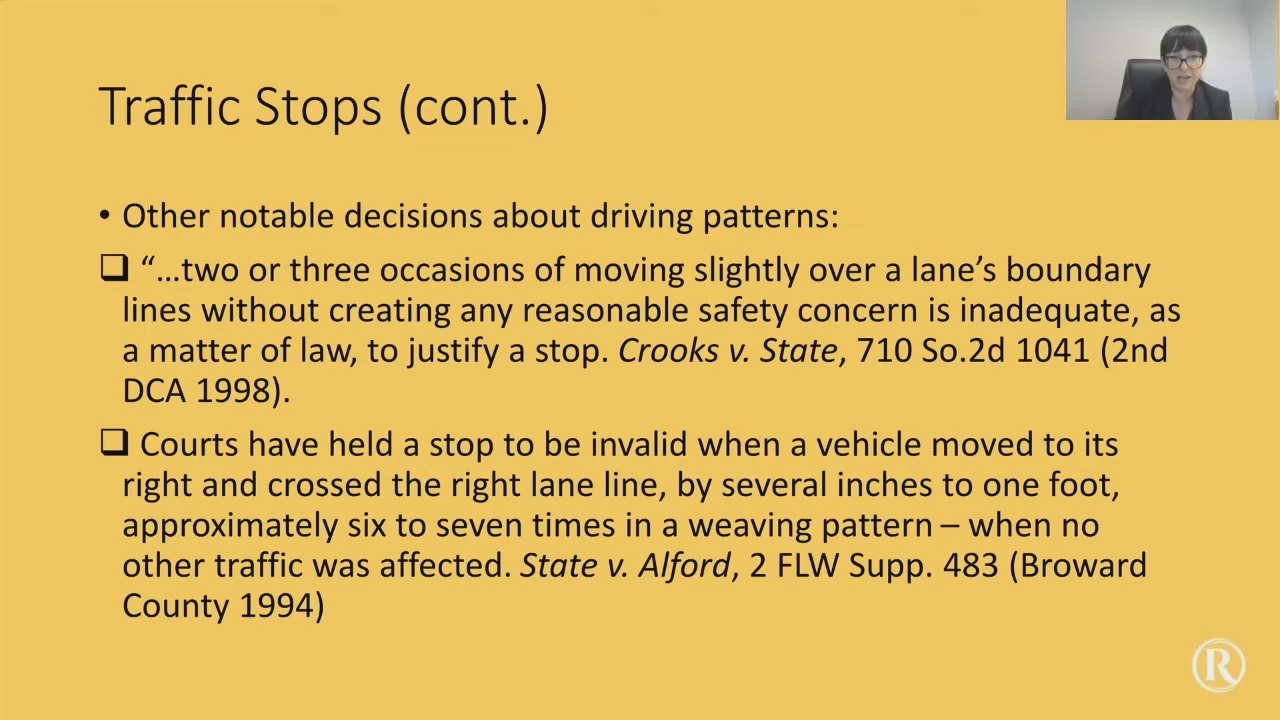 Traffic Stops (cont.)
• Other notable decisions about driving patterns:
❑ “…two or three occasions of moving slightly over a lane’s boundary
lines without creating any reasonable safety concern is inadequate, as
a matter of law, to justify a stop. Crooks v. State, 710 So.2d 1041 (2nd
DCA 1998).
❑ Courts have held a stop to be invalid when a vehicle moved to its
right and crossed the right lane line, by several inches to one foot,
approximately six to seven times in a weaving pattern – when no
other traffic was affected. State v. Alford, 2 FLW Supp. 483 (Broward
County 1994)
R